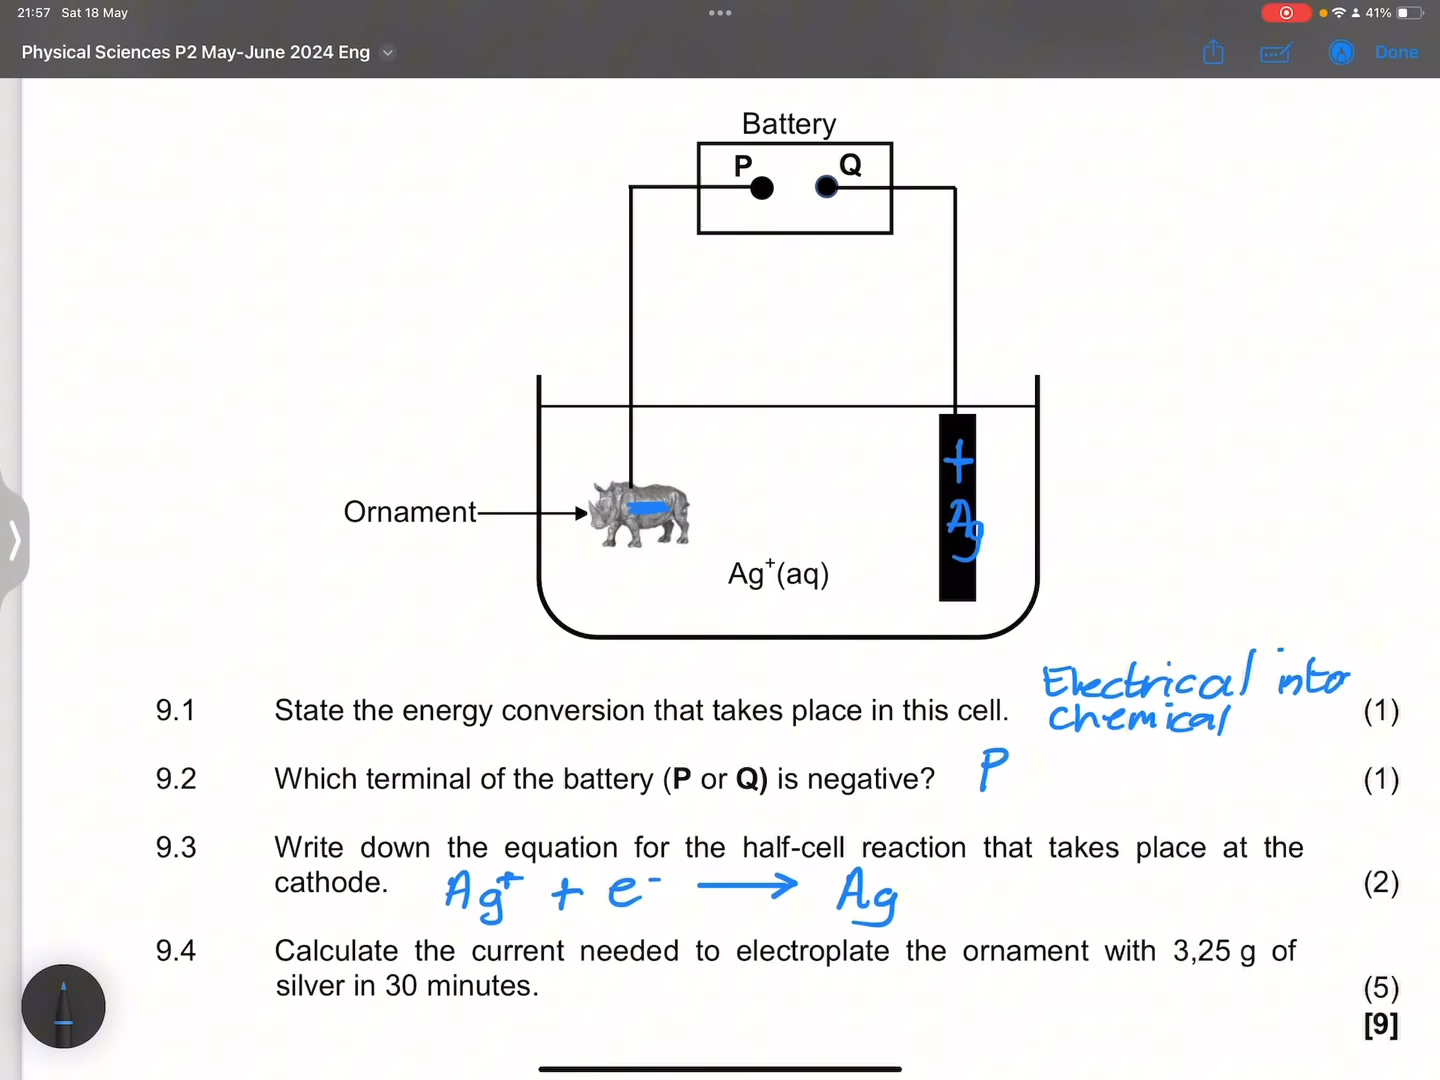 21:57 Sat 18 May
41%
Physical Sciences P2 May-June 2024 Eng
Done
Battery
P Q
+
Ag
Ornament
Ag⁺(aq)
Electrical into
9.1 State the energy conversion that takes place in this cell. chemical (1)
9.2 Which terminal of the battery (P or Q) is negative? P (1)
9.3 Write down the equation for the half-cell reaction that takes place at the
cathode. Ag⁺ + e⁻ → Ag (2)
9.4 Calculate the current needed to electroplate the ornament with 3,25 g of
silver in 30 minutes. (5)
[9]